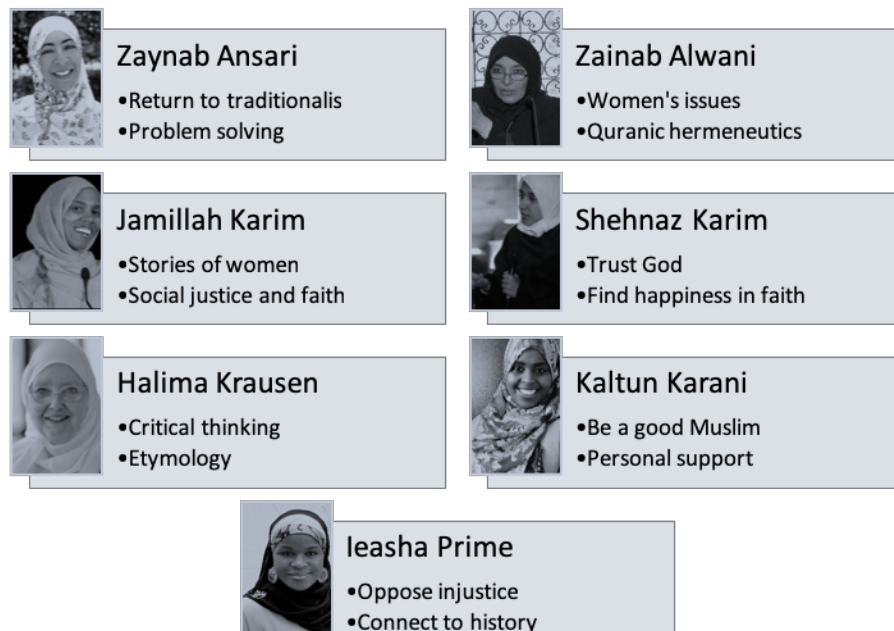 Zaynab Ansari
•Return to traditionalis
•Problem solving
Zainab Alwani
•Women's issues
•Quranic hermeneutics
Jamillah Karim
•Stories of women
•Social justice and faith
Shehnaz Karim
•Trust God
•Find happiness in faith
Halima Krausen
•Critical thinking
•Etymology
Kaltun Karani
•Be a good Muslim
•Personal support
Ieasha Prime
•Oppose injustice
•Connect to history